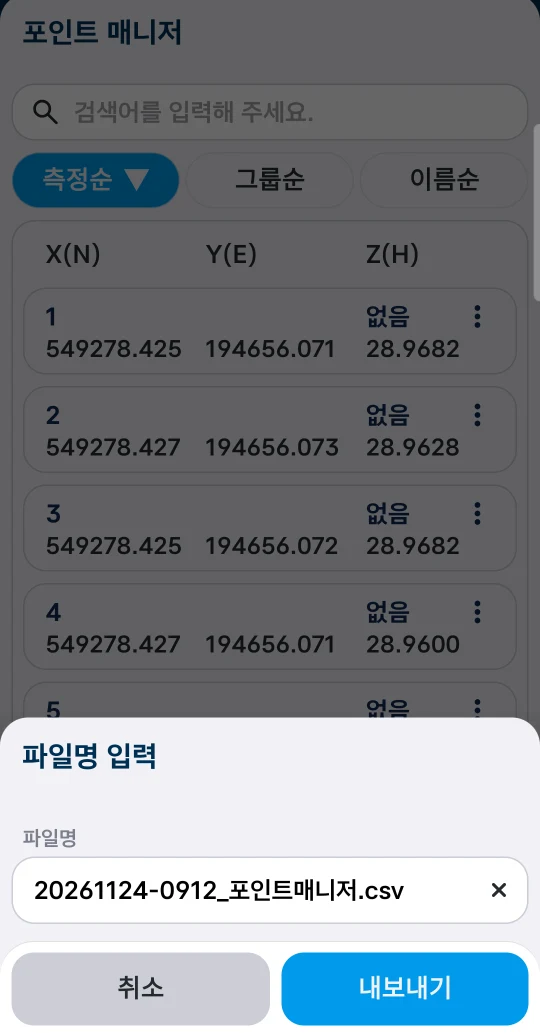 포인트 매니저
검색어를 입력해 주세요.
측정순 ▼ 그룹순 이름순
X(N) Y(E) Z(H)
1 없음
549278.425 194656.071 28.9682
2 없음
549278.427 194656.073 28.9628
3 없음
549278.425 194656.072 28.9682
4 없음
549278.427 194656.071 28.9600
5 없음
파일명 입력
파일명
20261124-0912_포인트매니저.csv
취소 내보내기